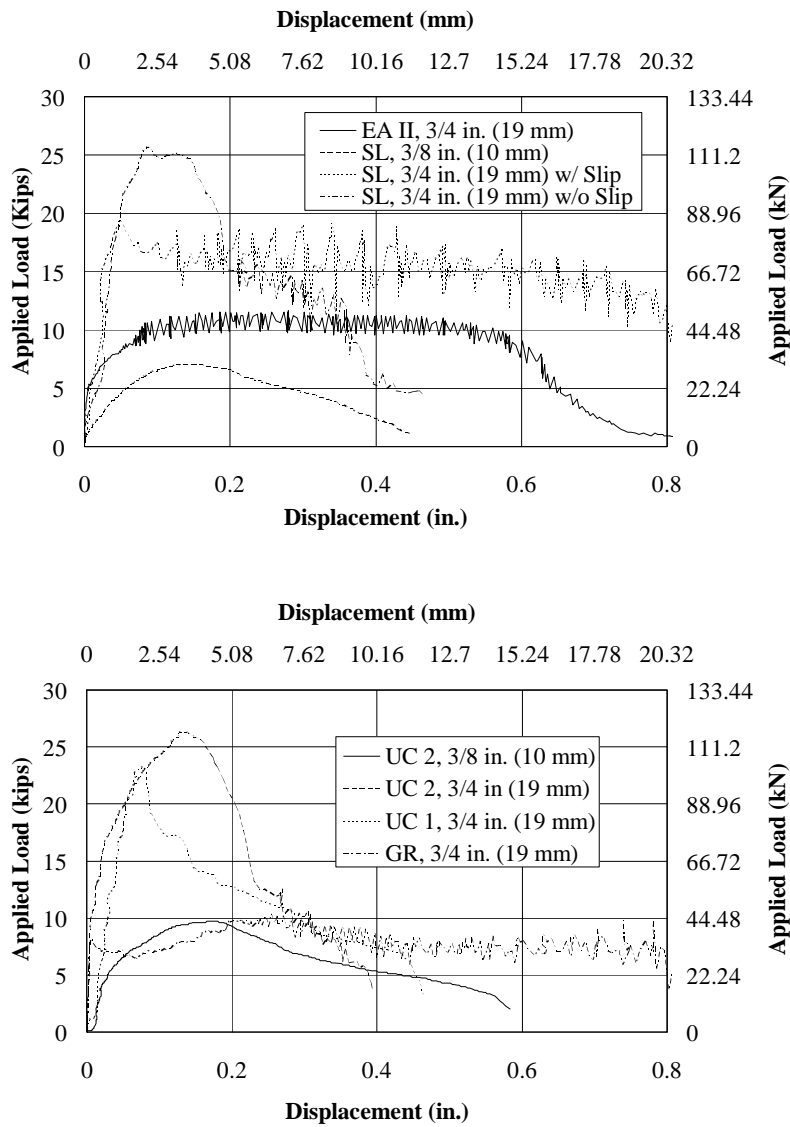 Displacement (mm)
0 2.54 5.08 7.62 10.16 12.7 15.24 17.78 20.32
30 133.44
25 111.2
20 88.96
15 66.72
10 44.48
5 22.24
0 0
Applied Load (Kips)
Applied Load (kN)
EA II, 3/4 in. (19 mm)
SL, 3/8 in. (10 mm)
SL, 3/4 in. (19 mm) w/ Slip
SL, 3/4 in. (19 mm) w/o Slip
0 0.2 0.4 0.6 0.8
Displacement (in.)
Displacement (mm)
0 2.54 5.08 7.62 10.16 12.7 15.24 17.78 20.32
30 133.44
25 111.2
20 88.96
15 66.72
10 44.48
5 22.24
0 0
Applied Load (kips)
Applied Load (kN)
UC 2, 3/8 in. (10 mm)
UC 2, 3/4 in (19 mm)
UC 1, 3/4 in. (19 mm)
GR, 3/4 in. (19 mm)
0 0.2 0.4 0.6 0.8
Displacement (in.)